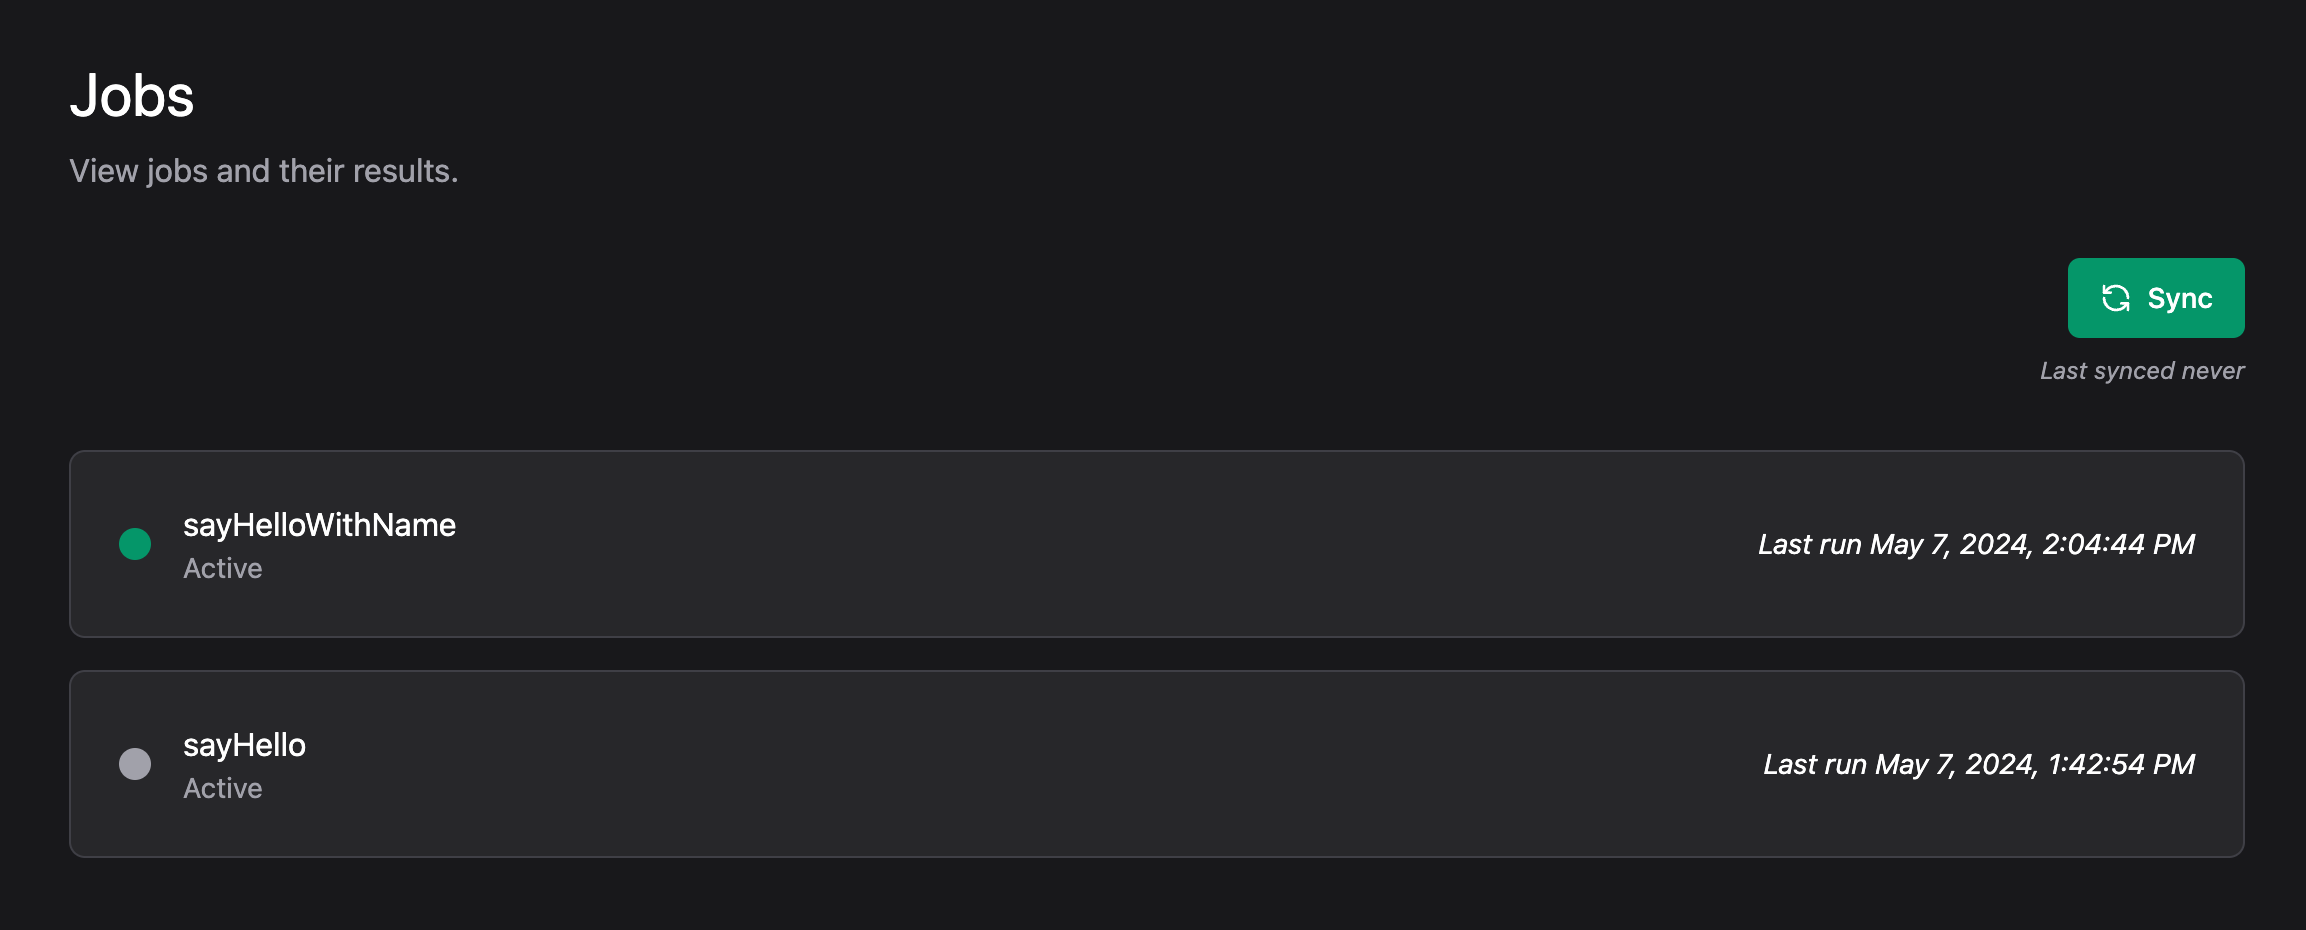 Jobs
View jobs and their results.
Sync
Last synced never
sayHelloWithName
Active
Last run May 7, 2024, 2:04:44 PM
sayHello
Active
Last run May 7, 2024, 1:42:54 PM